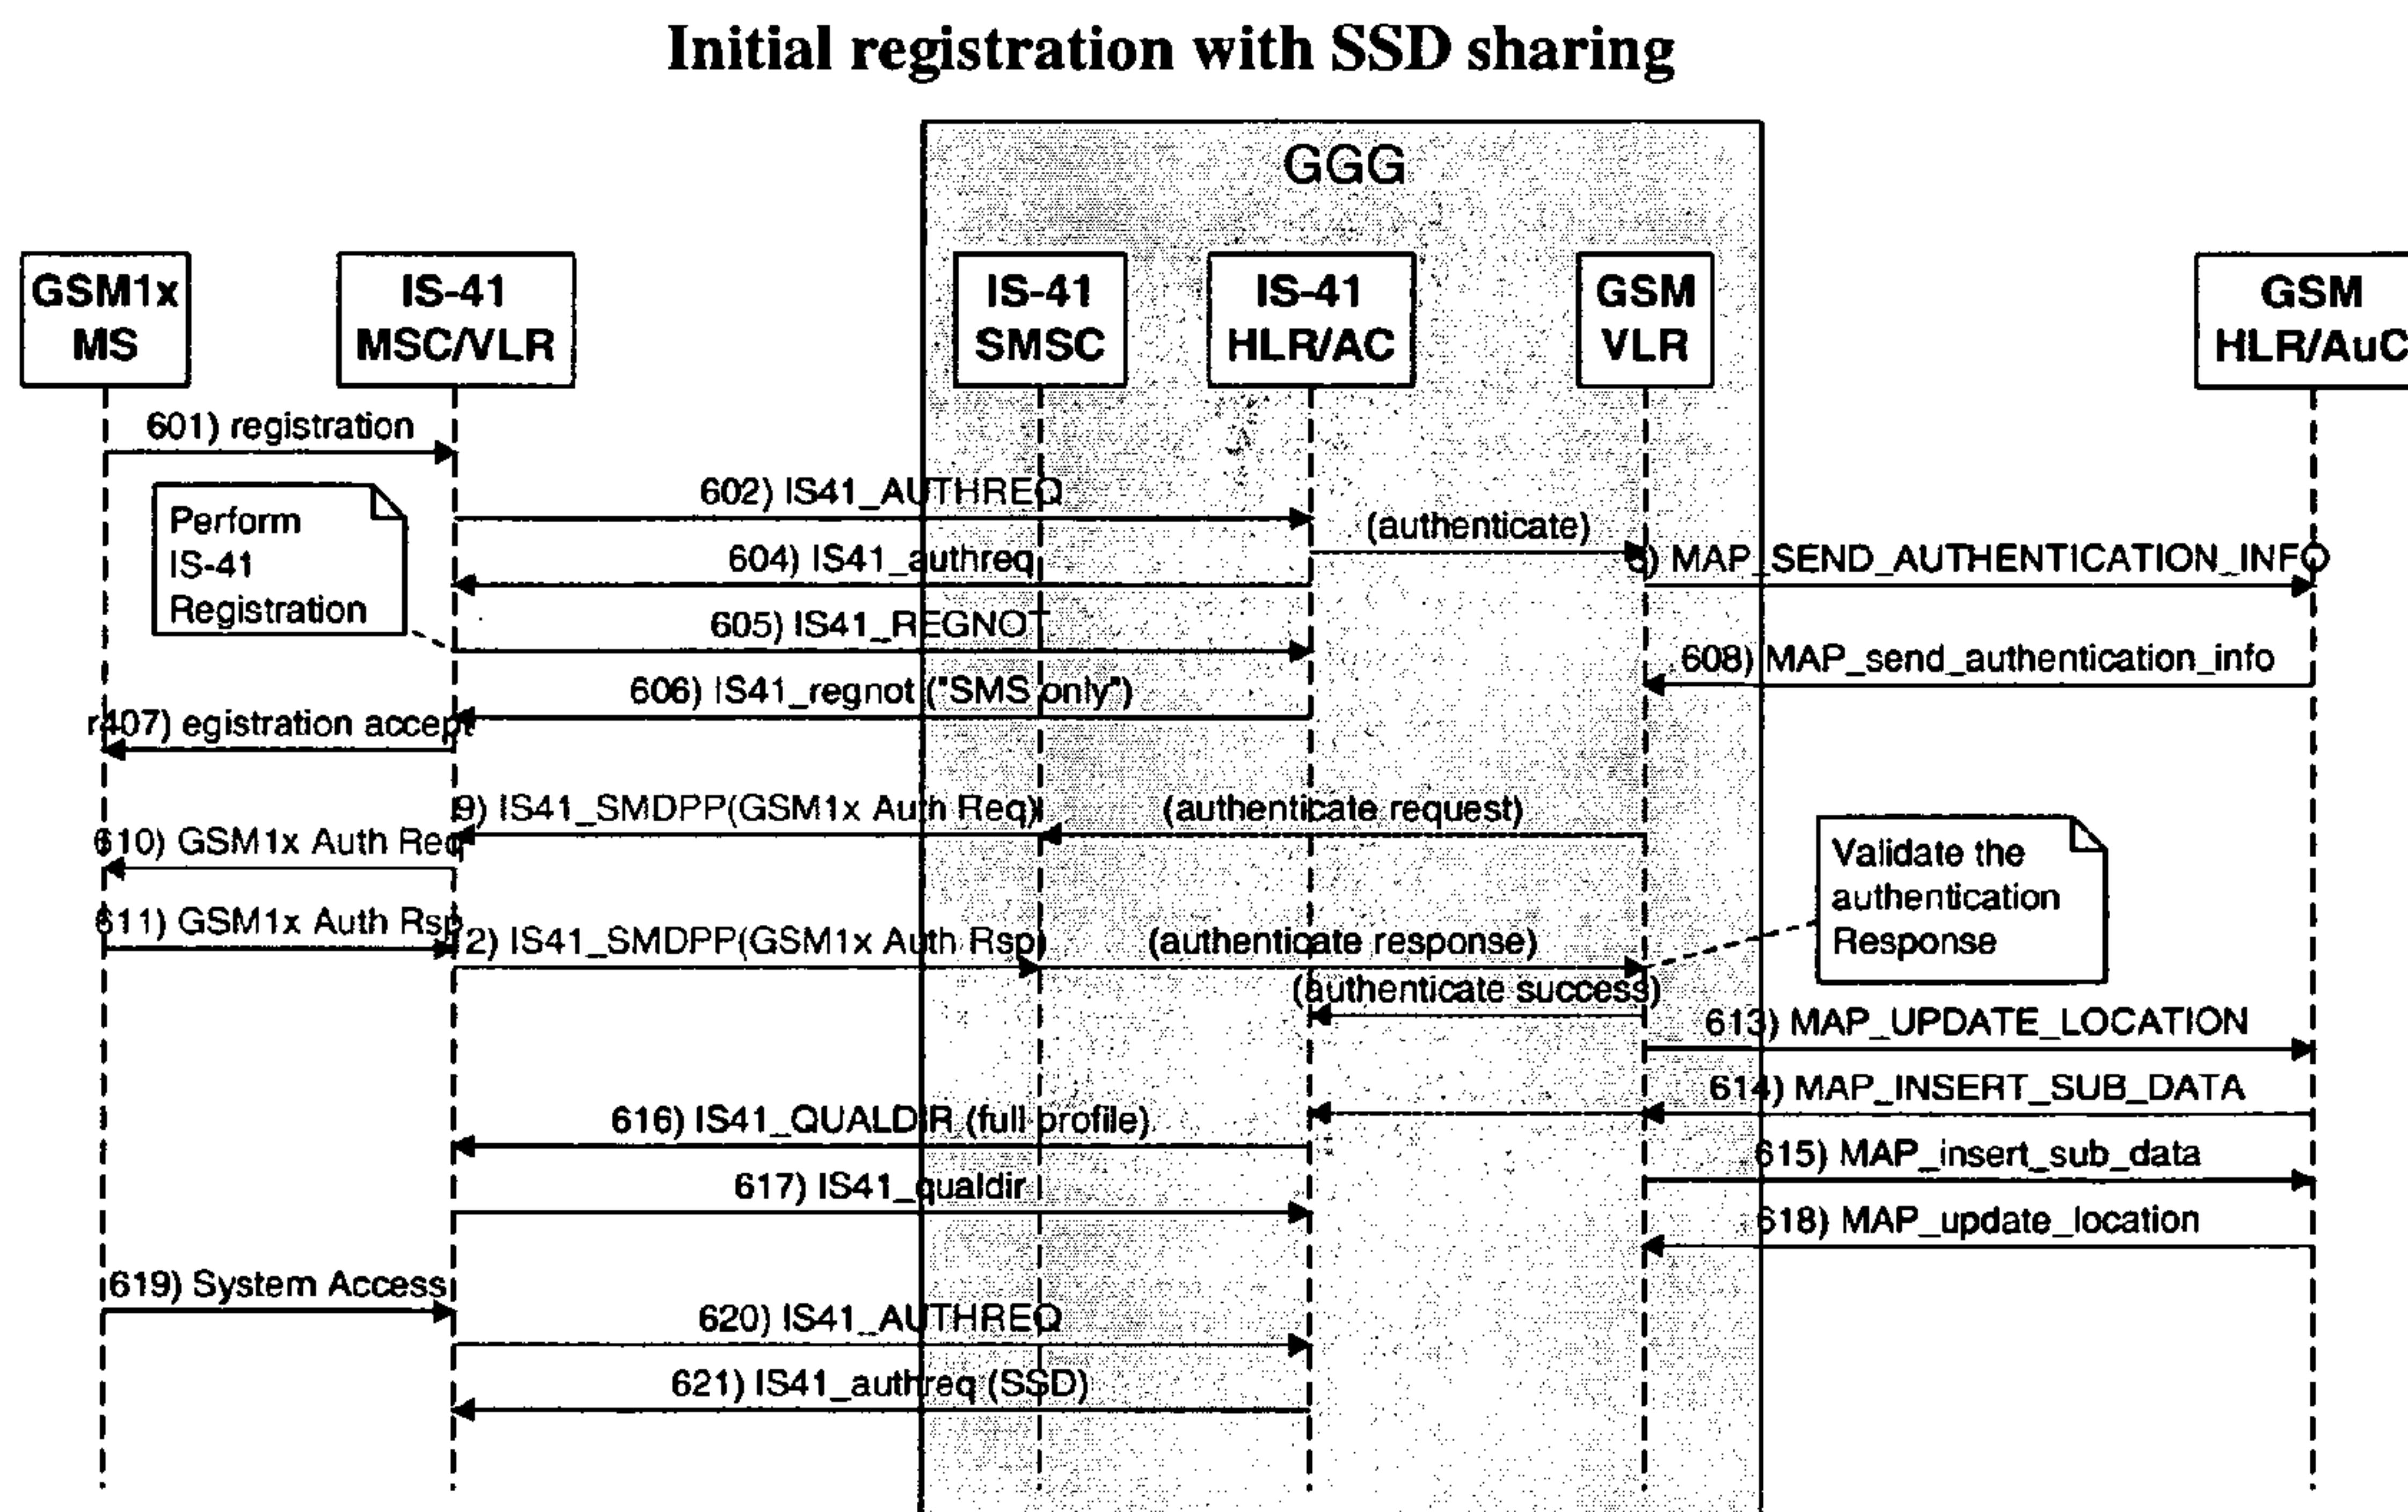 Initial registration with SSD sharing
GGG
GSM1x
MS
IS-41
MSC/VLR
IS-41
SMSC
IS-41
HLR/AC
GSM
VLR
GSM
HLR/AuC
601) registration
Perform
IS-41
Registration
602) IS41_AUTHREQ
(authenticate)
604) IS41_authreq
) MAP_SEND_AUTHENTICATION_INFO
605) IS41_REGNOT
608) MAP_send_authentication_info
606) IS41_regnot ("SMS only")
r407) egistration accept
9) IS41_SMDPP(GSM1x Auth Req)
(authenticate request)
610) GSM1x Auth Req
Validate the
authentication
Response
611) GSM1x Auth Rsp
2) IS41_SMDPP(GSM1x Auth Rsp)
(authenticate response)
(authenticate success)
613) MAP_UPDATE_LOCATION
614) MAP_INSERT_SUB_DATA
616) IS41_QUALDIR (full profile)
615) MAP_insert_sub_data
617) IS41_qualdir
618) MAP_update_location
619) System Access
620) IS41_AUTHREQ
621) IS41_authreq (SSD)